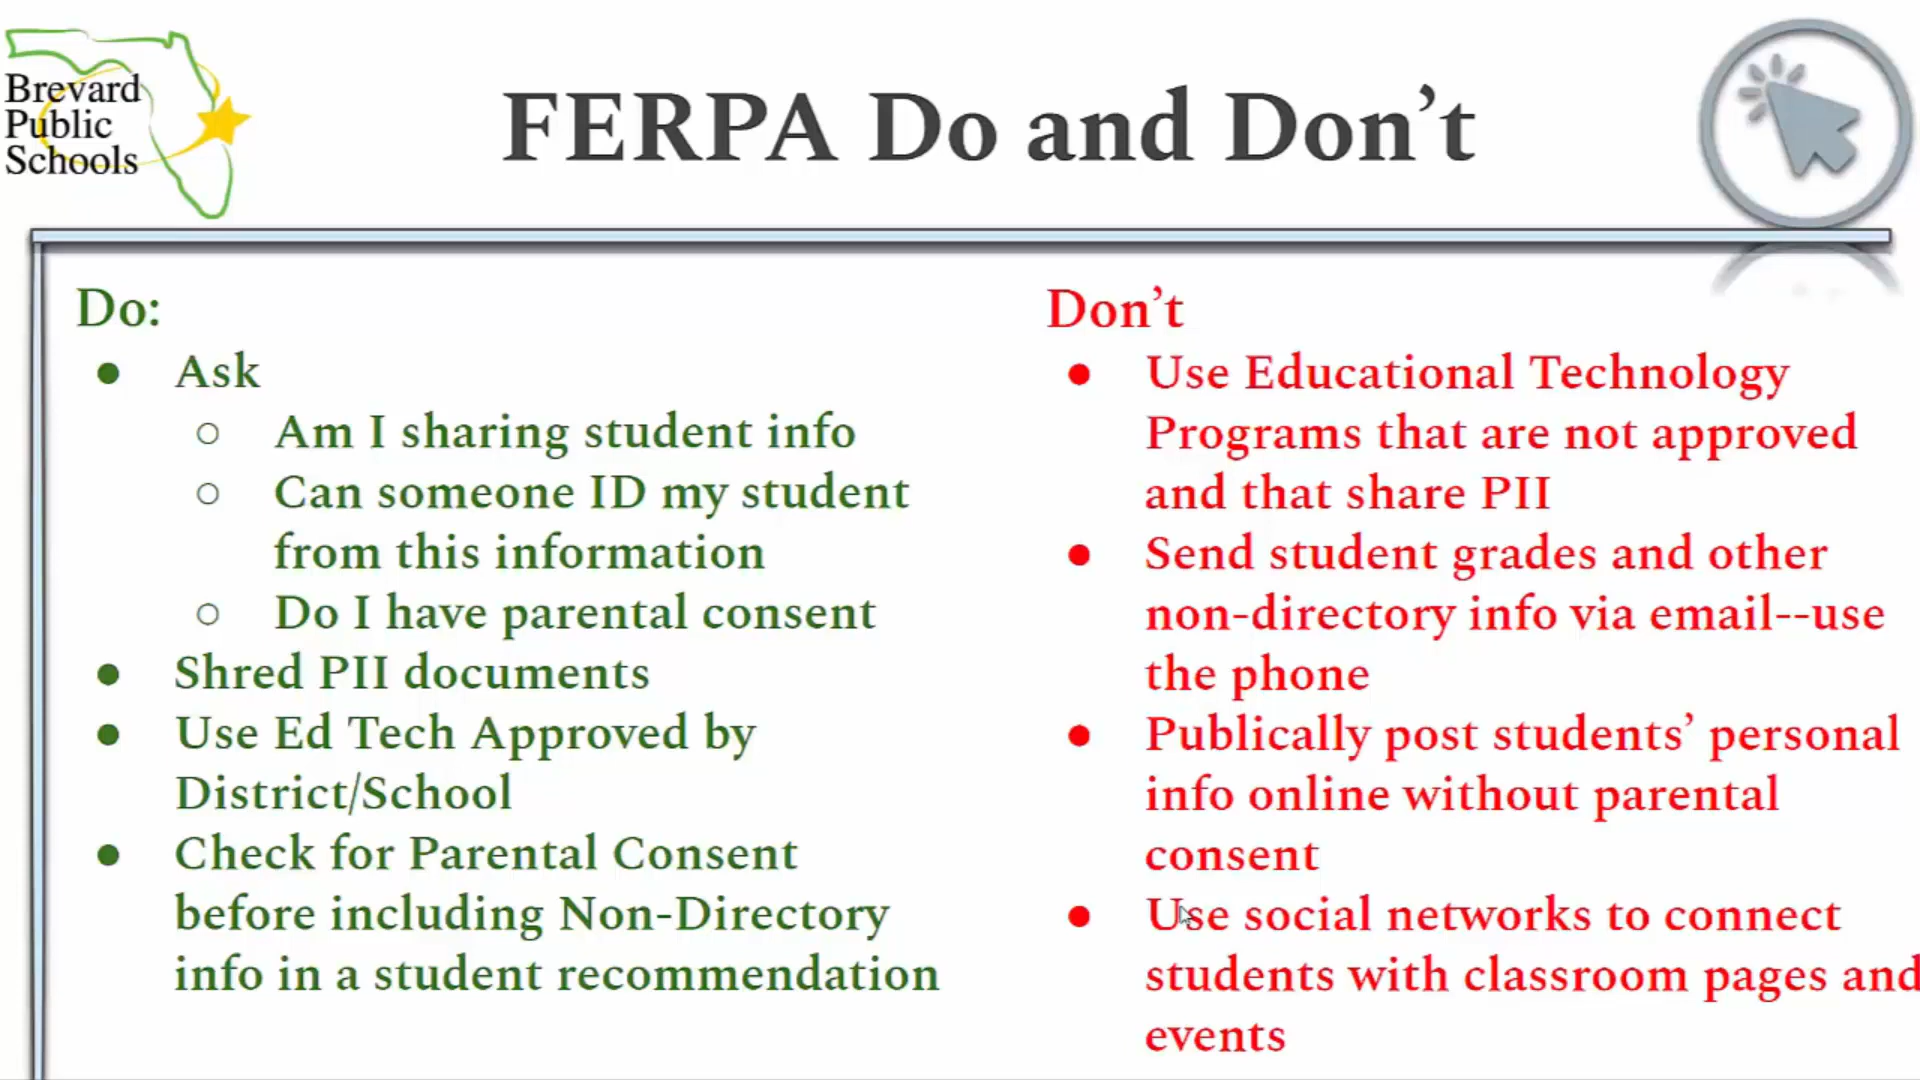 Brevard
Public
Schools
FERPA Do and Don’t
Do:
● Ask
○ Am I sharing student info
○ Can someone ID my student
from this information
○ Do I have parental consent
● Shred PII documents
● Use Ed Tech Approved by
District/School
● Check for Parental Consent
before including Non-Directory
info in a student recommendation
Don’t
● Use Educational Technology
Programs that are not approved
and that share PII
● Send student grades and other
non-directory info via email--use
the phone
● Publically post students’ personal
info online without parental
consent
● Use social networks to connect
students with classroom pages and
events